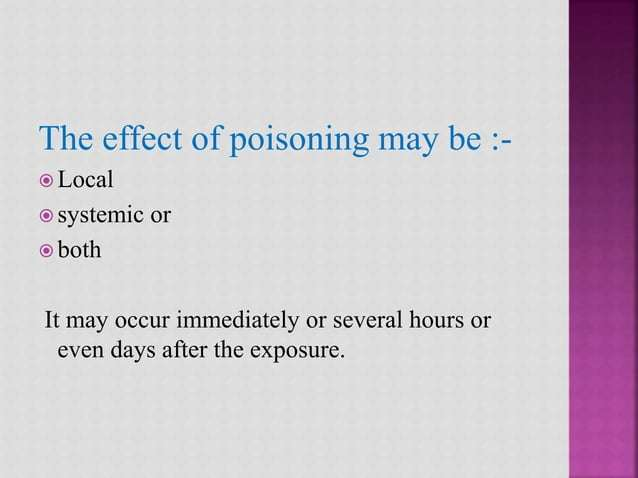 The effect of poisoning may be :-
Local
systemic or
both
It may occur immediately or several hours or
even days after the exposure.